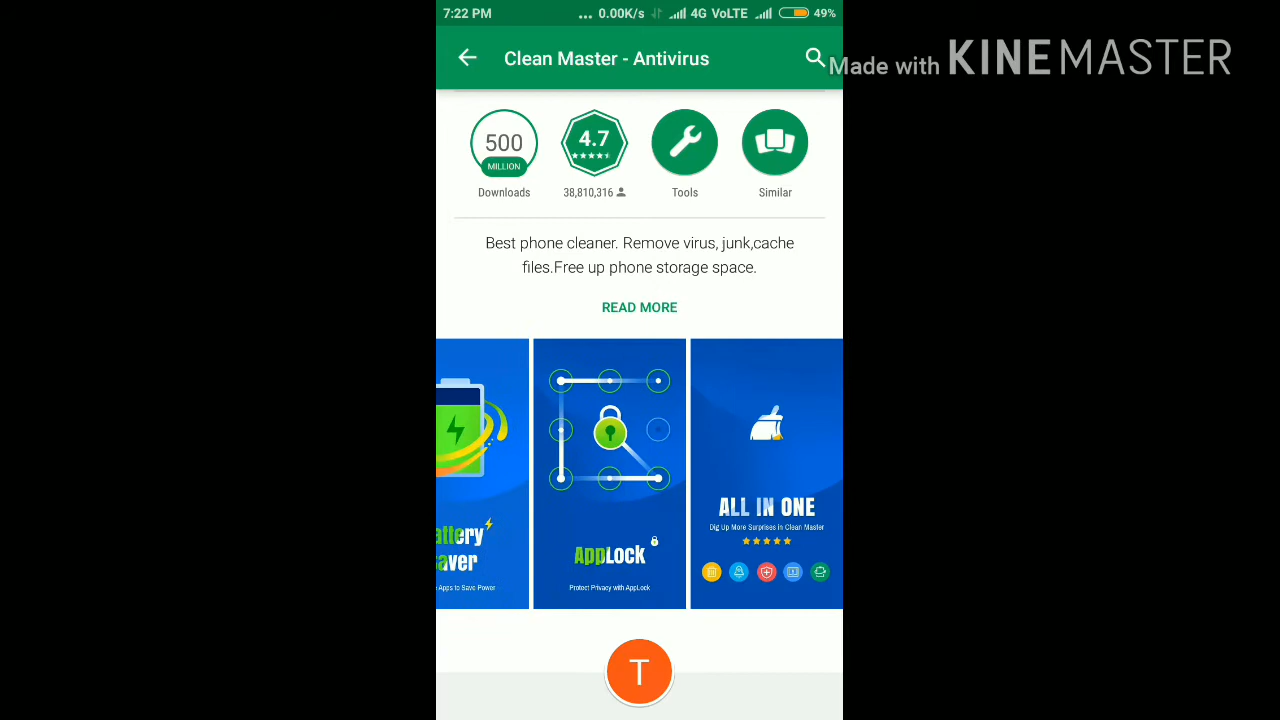 7:22 PM ... 0.00K/s 4G VoLTE 49%
Clean Master - Antivirus
Made with KINEMASTER
500 4.7
MILLION
Downloads 38,810,316 Tools Similar
Best phone cleaner. Remove virus, junk,cache
files.Free up phone storage space.
READ MORE
ALL IN ONE
Dig Up More Surprises in Clean Master
attery
aver
AppLock
Apps to Save Power
Protect Privacy with AppLock
T